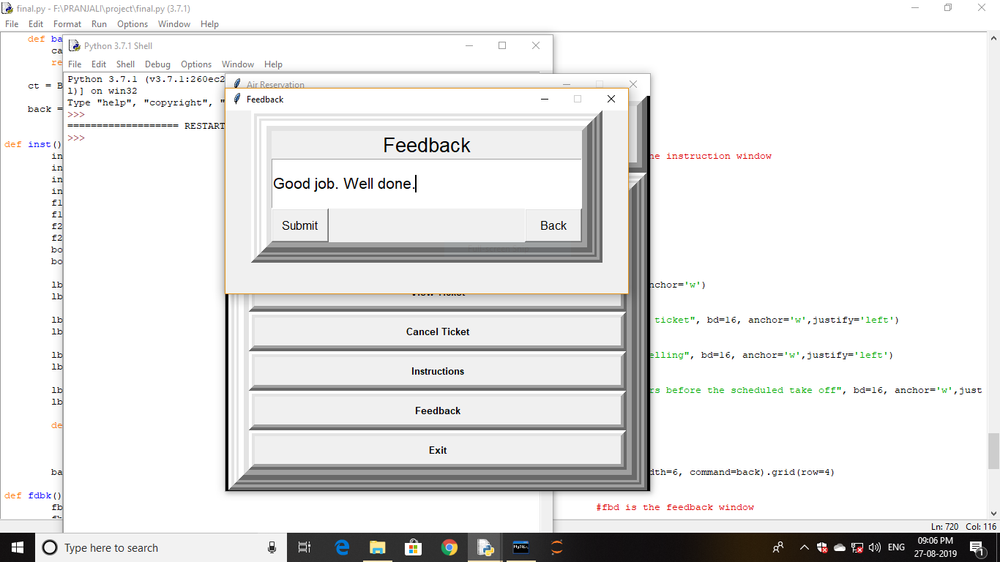 final.py - F:\PRANJALI\project\final.py (3.7.1)
File Edit Format Run Options Window Help
def ba
ca
re
ct = B
back =
def inst()
in
in
in
in
f1
f1
f2
f2
bo
bo
lb
lb
lb
lb
lb
lb
lb
lb
de
ba
def fdbk()
fb
Python 3.7.1 Shell
File Edit Shell Debug Options Window Help
Python 3.7.1 (v3.7.1:260ec2
l)] on win32
Type "help", "copyright", "
>>>
=================== RESTART
>>>
Air Reservation
Feedback
Feedback
Good job. Well done.
Submit Back
View Ticket
Cancel Ticket
Instructions
Feedback
Exit
he instruction window
nchor='w')
ticket", bd=16, anchor='w',justify='left')
elling", bd=16, anchor='w',justify='left')
rs before the scheduled take off", bd=16, anchor='w',just
dth=6, command=back).grid(row=4)
#fbd is the feedback window
Ln: 720 Col: 116
Type here to search
MySQL
ENG
09:06 PM
27-08-2019
1